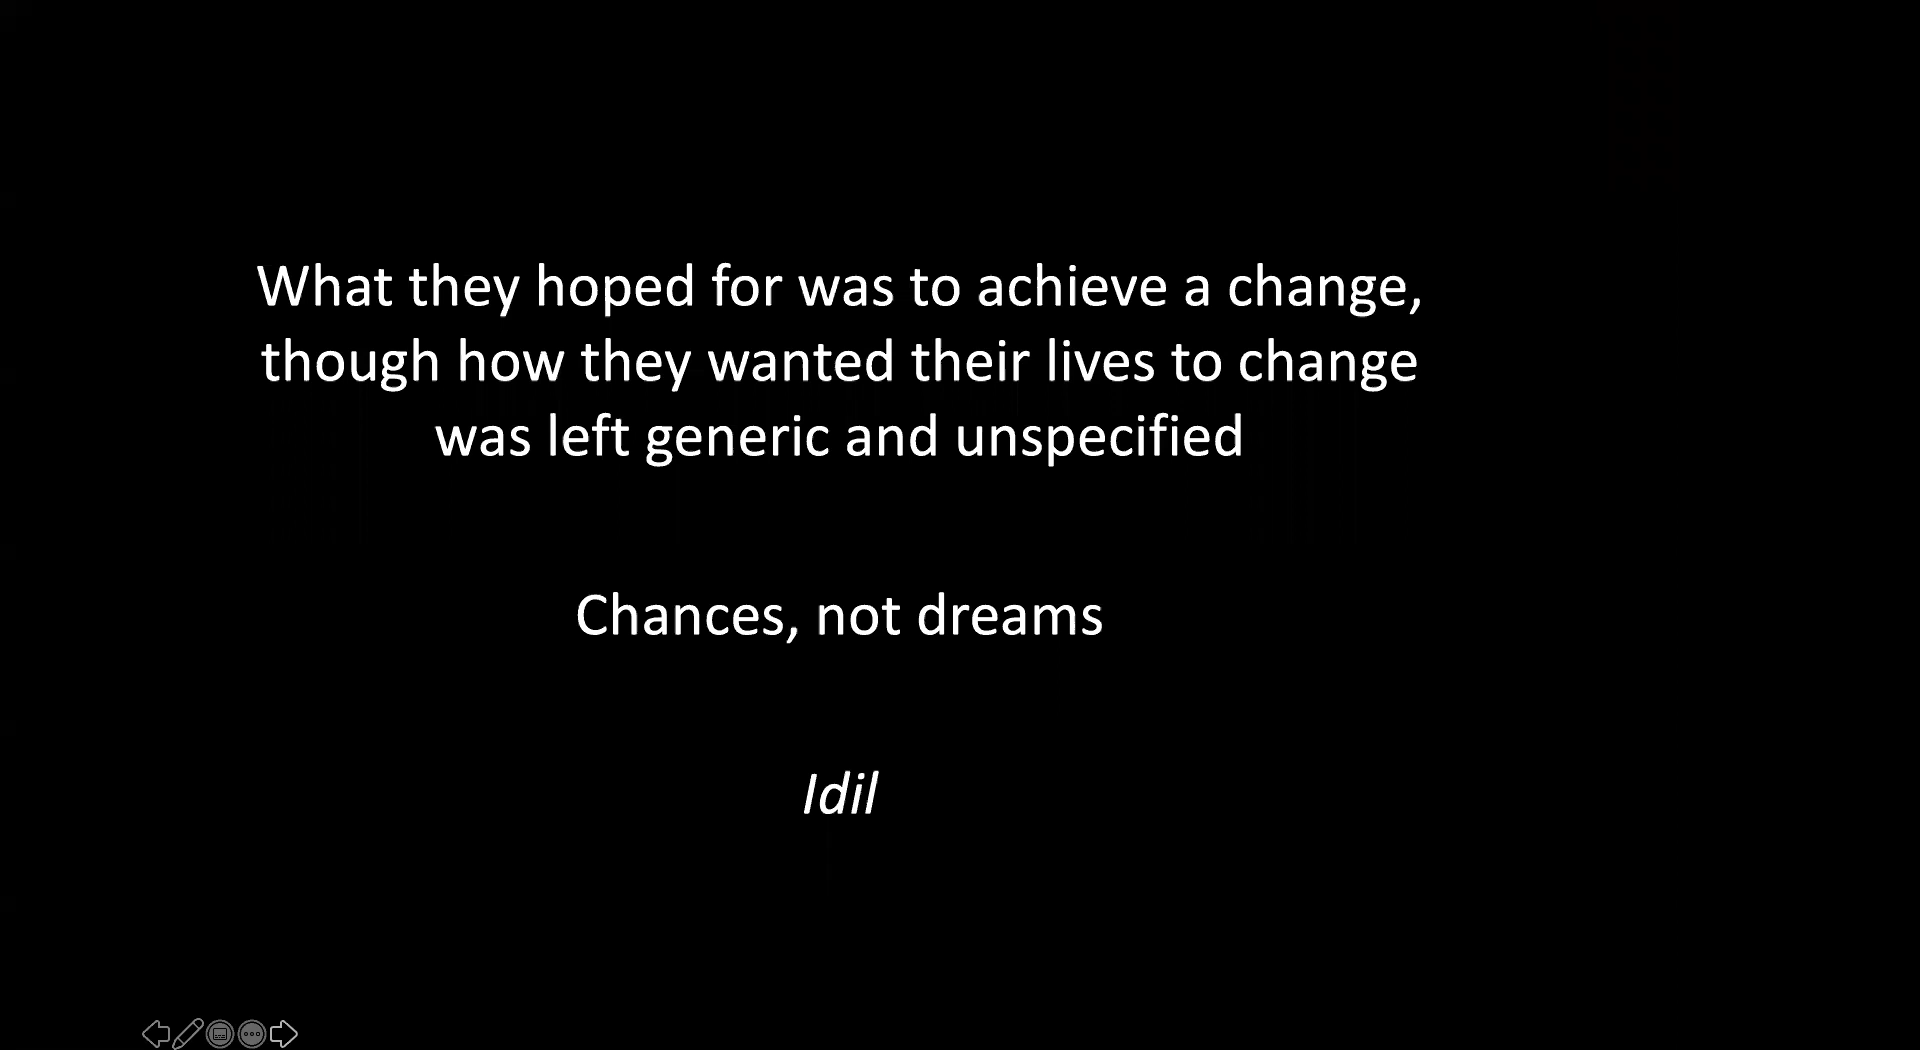 What they hoped for was to achieve a change,
though how they wanted their lives to change
was left generic and unspecified
Chances, not dreams
Idil